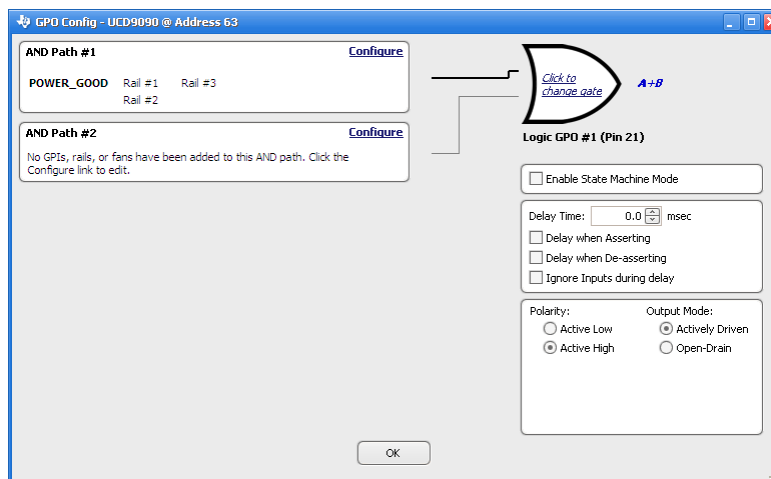 GPO Config - UCD9090 @ Address 63
AND Path #1 Configure
POWER_GOOD Rail #1 Rail #3
Rail #2
AND Path #2 Configure
No GPIs, rails, or fans have been added to this AND path. Click the
Configure link to edit.
Click to
change gate
A+B
Logic GPO #1 (Pin 21)
Enable State Machine Mode
Delay Time: 0.0 msec
Delay when Asserting
Delay when De-asserting
Ignore Inputs during delay
Polarity: Output Mode:
Active Low Actively Driven
Active High Open-Drain
OK